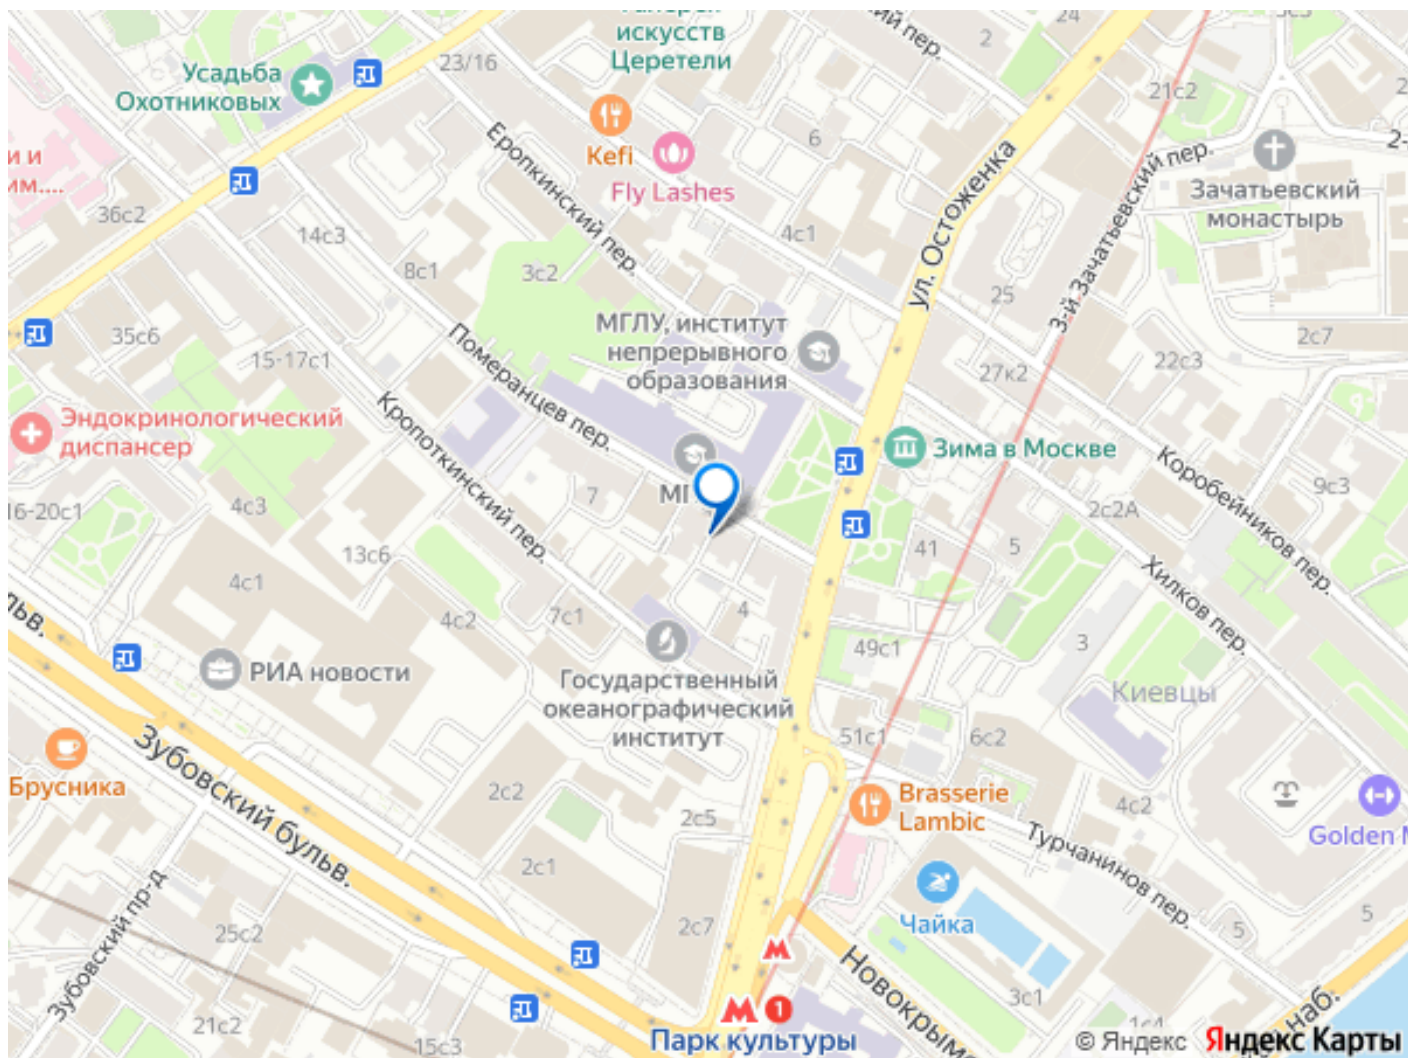 искусств
Церетели
пер.
24
2
23/16
Усадьба
Охотниковых
21с2
Kefi
6
Fly Lashes
Еропкинский пер.
ул. Остоженка
3-й Зачатьевский пер.
Зачатьевский
монастырь
36с2
14с3
4с1
8с1
3с2
25
2с7
35с6
15-17с1
МГЛУ, институт
непрерывного
образования
22с3
27к2
Померанцев пер.
Кропоткинский пер.
Эндокринологический
диспансер
Зима в Москве
Коробейников пер.
9с3
16-20с1
4с3
7
2с2А
13с6
41
5
Хилков пер.
4с1
4с2
7с1
4
49с1
3
РИА новости
Государственный
океанографический
институт
Киевцы
51с1
6с2
Зубовский бульв.
Брусника
2с2
2с5
Brasserie
Lambic
4с2
Golden
Турчанинов пер.
2с1
Чайка
Зубовский пр-д
25с2
2с7
5
5
3с1
21с2
15с3
1
Парк культуры
наб.
© Яндекс
Яндекс Карты